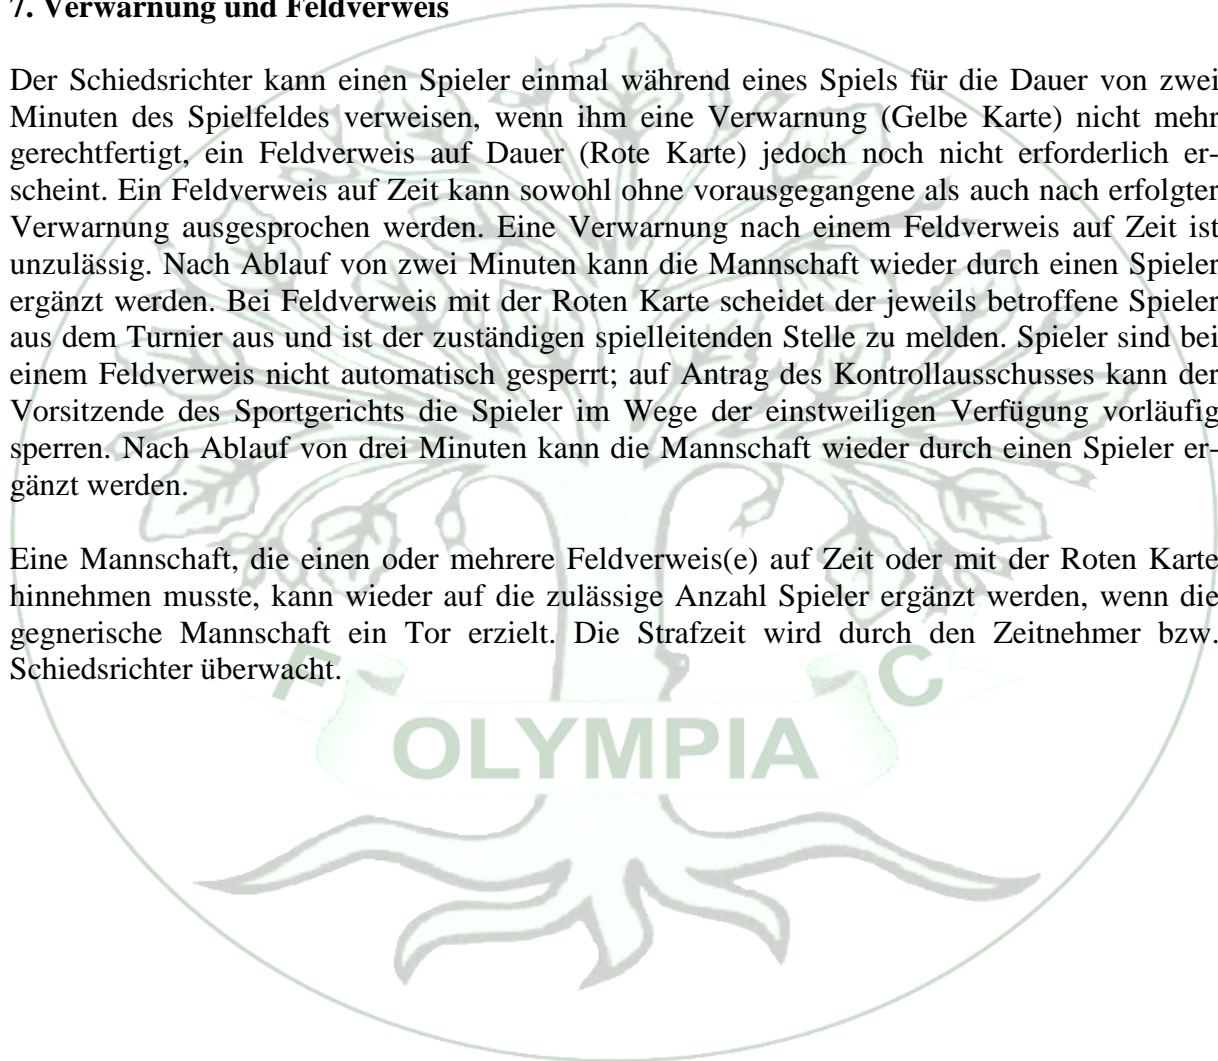 7. Verwarnung und Feldverweis
Der Schiedsrichter kann einen Spieler einmal während eines Spiels für die Dauer von zwei
Minuten des Spielfeldes verweisen, wenn ihm eine Verwarnung (Gelbe Karte) nicht mehr
gerechtfertigt, ein Feldverweis auf Dauer (Rote Karte) jedoch noch nicht erforderlich er-
scheint. Ein Feldverweis auf Zeit kann sowohl ohne vorausgegangene als auch nach erfolgter
Verwarnung ausgesprochen werden. Eine Verwarnung nach einem Feldverweis auf Zeit ist
unzulässig. Nach Ablauf von zwei Minuten kann die Mannschaft wieder durch einen Spieler
ergänzt werden. Bei Feldverweis mit der Roten Karte scheidet der jeweils betroffene Spieler
aus dem Turnier aus und ist der zuständigen spielleitenden Stelle zu melden. Spieler sind bei
einem Feldverweis nicht automatisch gesperrt; auf Antrag des Kontrollausschusses kann der
Vorsitzende des Sportgerichts die Spieler im Wege der einstweiligen Verfügung vorläufig
sperren. Nach Ablauf von drei Minuten kann die Mannschaft wieder durch einen Spieler er-
gänzt werden.
Eine Mannschaft, die einen oder mehrere Feldverweis(e) auf Zeit oder mit der Roten Karte
hinnehmen musste, kann wieder auf die zulässige Anzahl Spieler ergänzt werden, wenn die
gegnerische Mannschaft ein Tor erzielt. Die Strafzeit wird durch den Zeitnehmer bzw.
Schiedsrichter überwacht.
F C
OLYMPIA